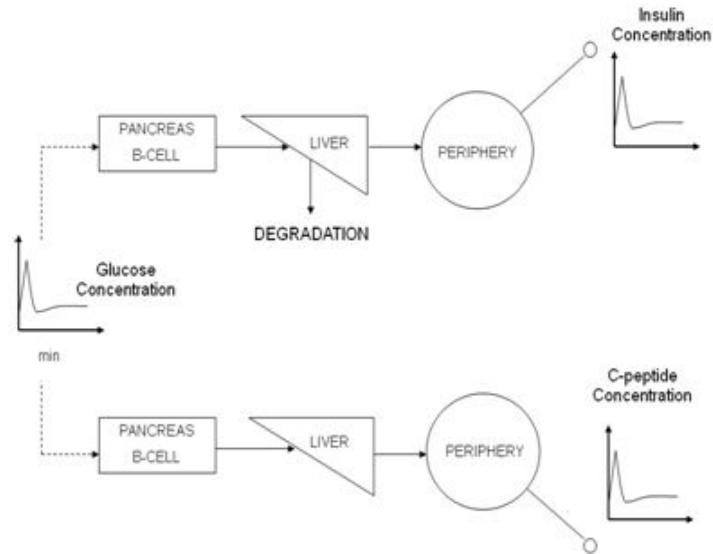 Insulin
Concentration
PANCREAS
B-CELL
LIVER
PERIPHERY
DEGRADATION
Glucose
Concentration
min
C-peptide
Concentration
PANCREAS
B-CELL
LIVER
PERIPHERY